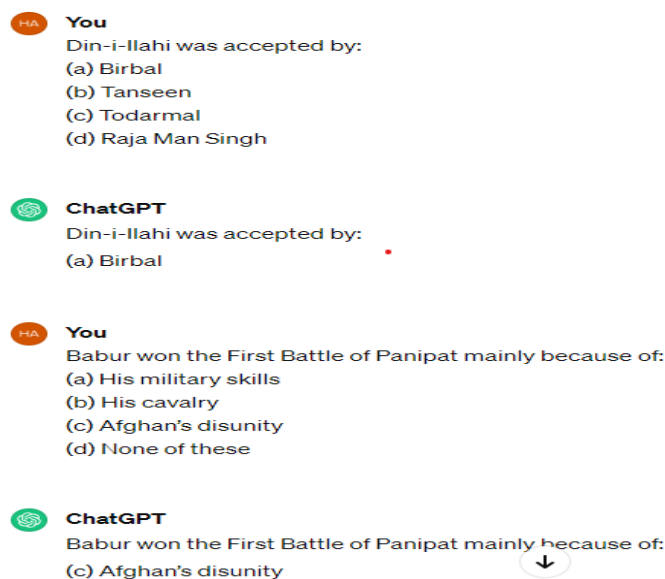 HA You
Din-i-Ilahi was accepted by:
(a) Birbal
(b) Tanseen
(c) Todarmal
(d) Raja Man Singh
ChatGPT
Din-i-Ilahi was accepted by:
(a) Birbal
HA You
Babur won the First Battle of Panipat mainly because of:
(a) His military skills
(b) His cavalry
(c) Afghan's disunity
(d) None of these
ChatGPT
Babur won the First Battle of Panipat mainly because of:
(c) Afghan's disunity